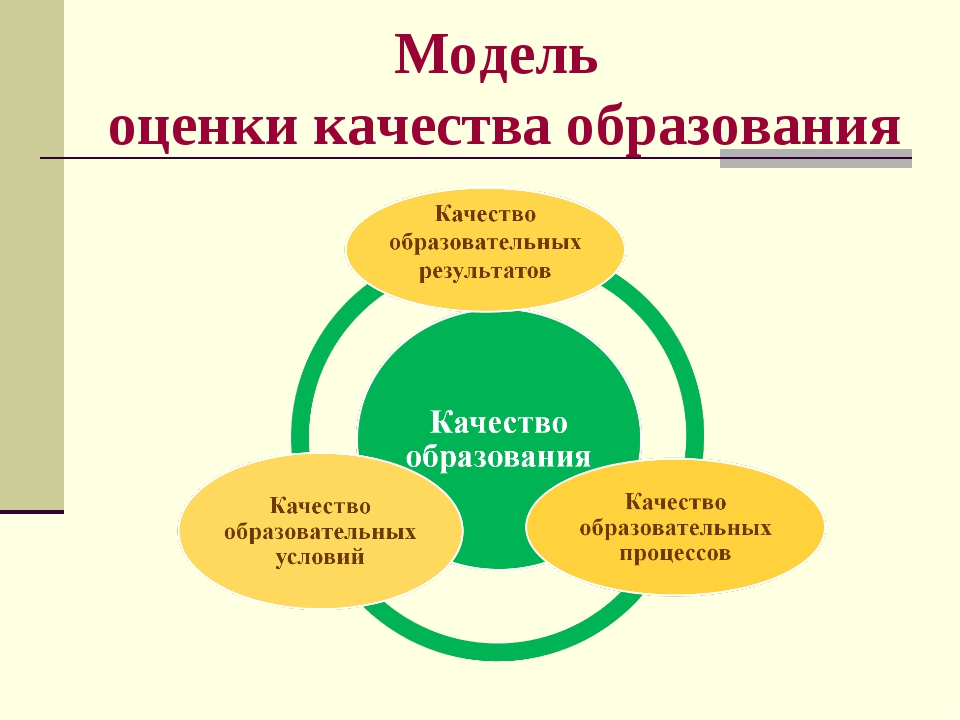 Модель
оценки качества образования
Качество
образовательных
результатов
Качество
образования
Качество
образовательных
условий
Качество
образовательных
процессов